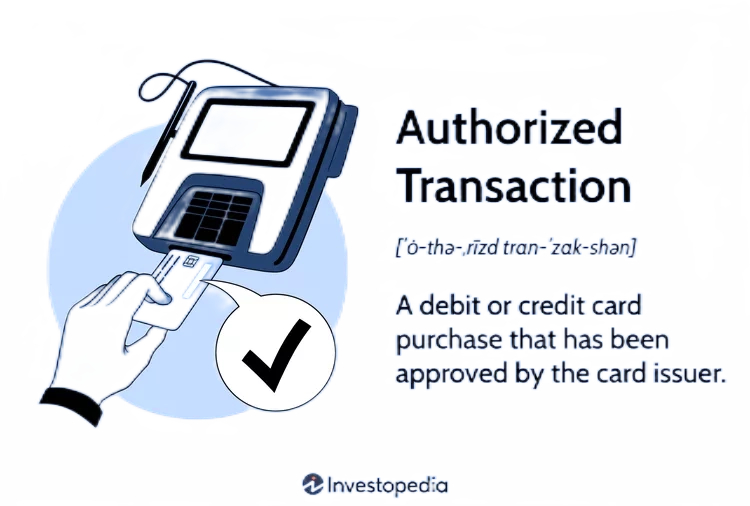 Authorized
Transaction
[ˈȯ-thə-ˌrīzd tran-ˈzak-shən]
A debit or credit card
purchase that has been
approved by the card issuer.
Investopedia